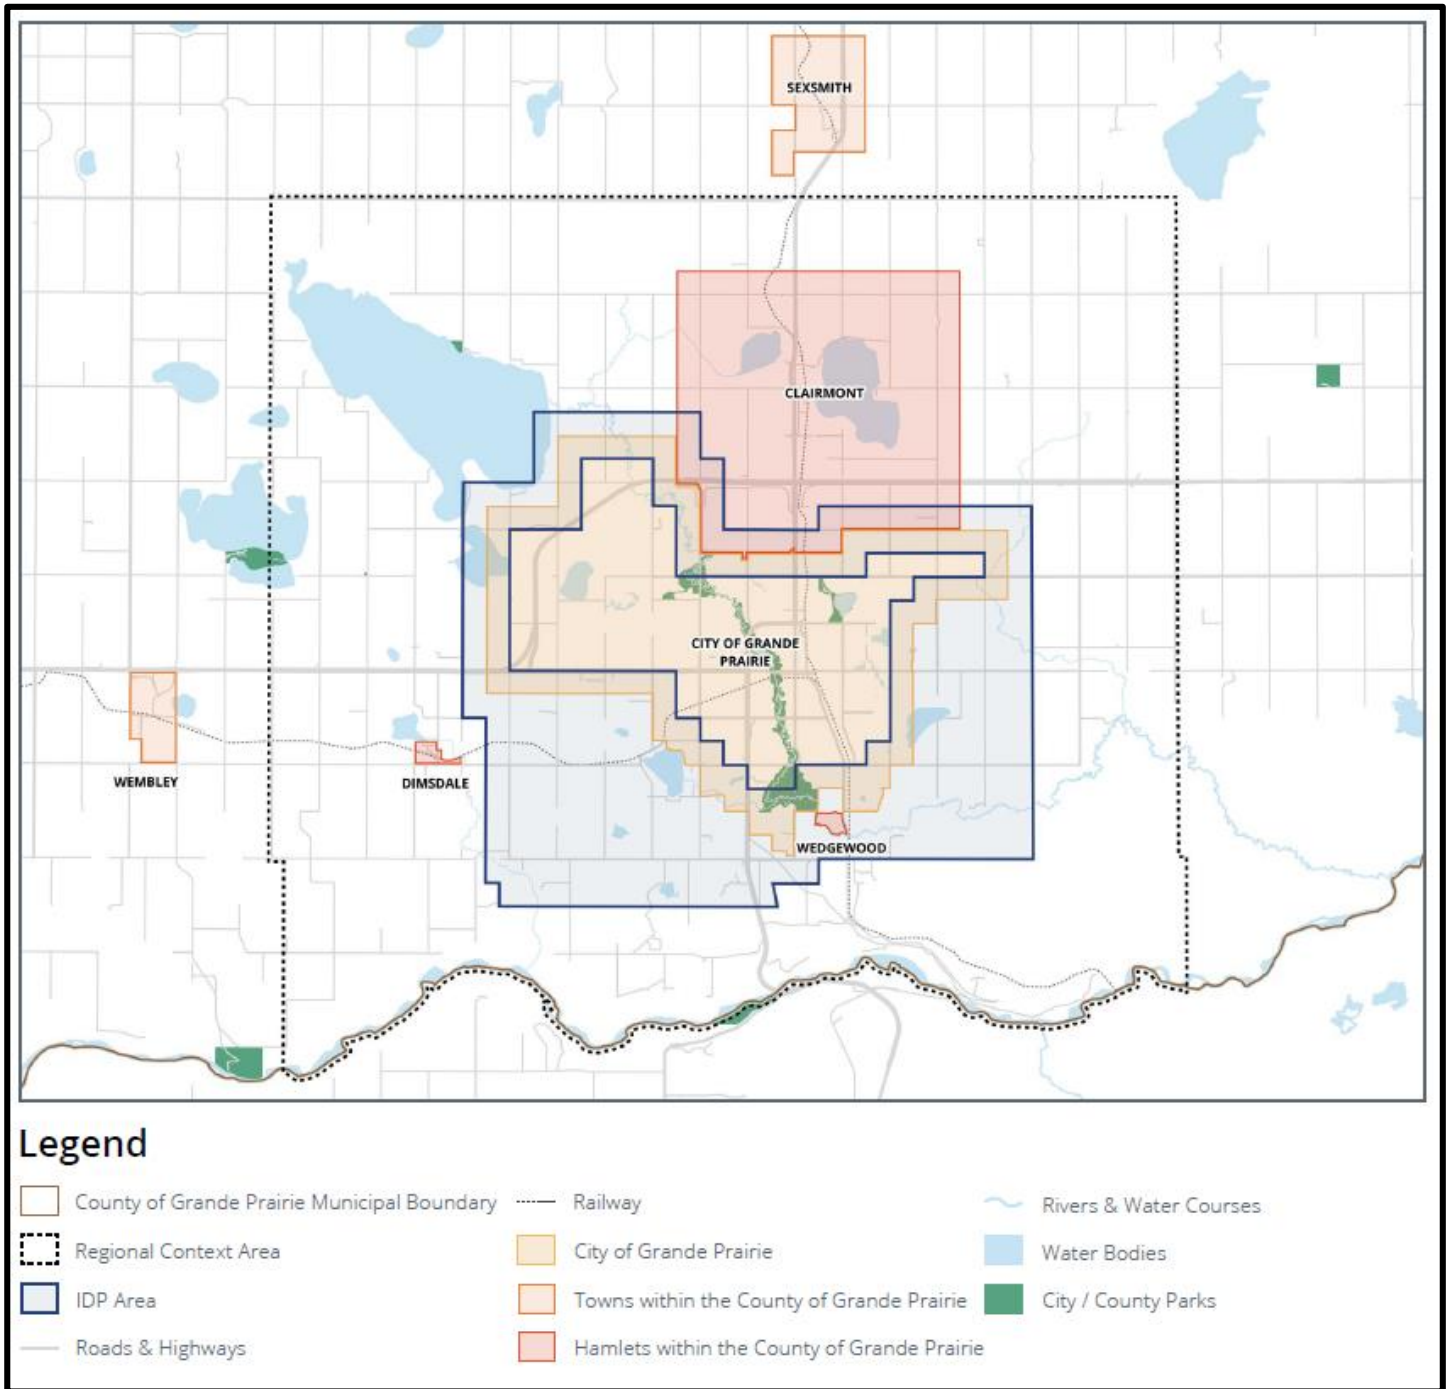 SEXSMITH
CLAIRMONT
CITY OF GRANDE
PRAIRIE
WEMBLEY
DIMSDALE
WEDGEWOOD
Legend
County of Grande Prairie Municipal Boundary
Railway
Rivers & Water Courses
Regional Context Area
City of Grande Prairie
Water Bodies
IDP Area
Towns within the County of Grande Prairie
City / County Parks
Roads & Highways
Hamlets within the County of Grande Prairie